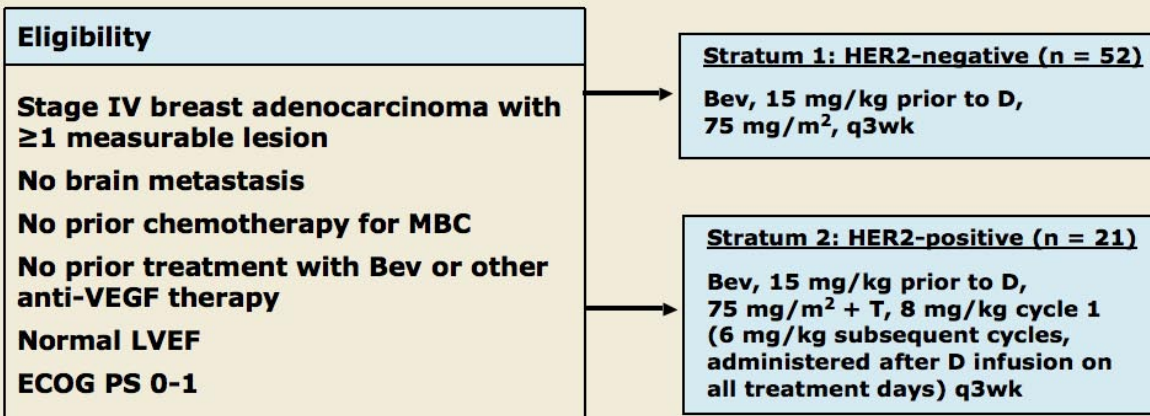 Eligibility
Stage IV breast adenocarcinoma with
≥1 measurable lesion
No brain metastasis
No prior chemotherapy for MBC
No prior treatment with Bev or other
anti-VEGF therapy
Normal LVEF
ECOG PS 0-1
Stratum 1: HER2-negative (n = 52)
Bev, 15 mg/kg prior to D,
75 mg/m², q3wk
Stratum 2: HER2-positive (n = 21)
Bev, 15 mg/kg prior to D,
75 mg/m² + T, 8 mg/kg cycle 1
(6 mg/kg subsequent cycles,
administered after D infusion on
all treatment days) q3wk